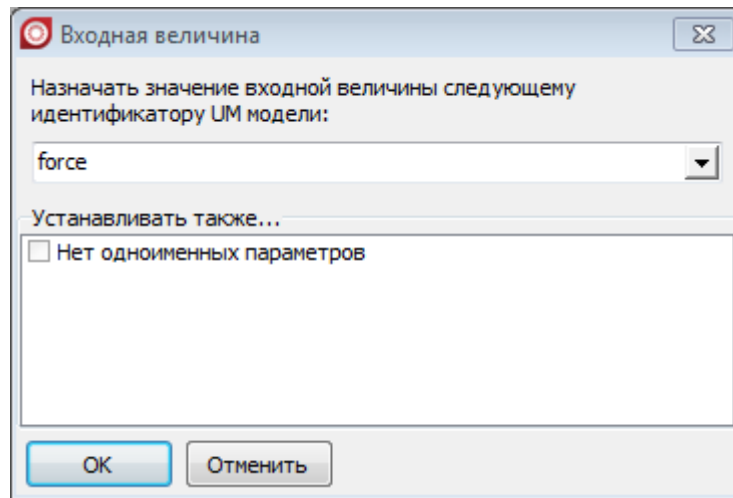 Входная величина
Назначать значение входной величины следующему
идентификатору UM модели:
force
Устанавливать также...
Нет одноименных параметров
OK
Отменить